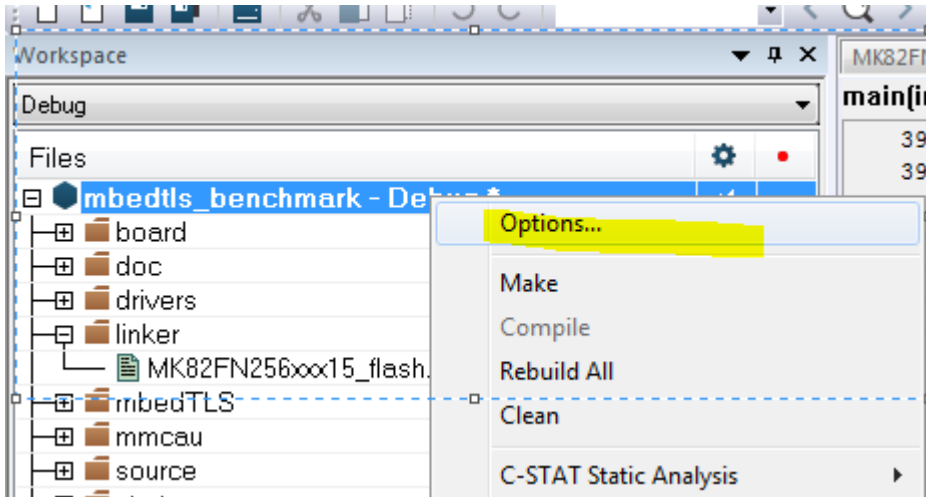 Workspace
MK82FN
Debug
main(i
Files
39
39
mbedtls_benchmark - Debug *
board
Options...
doc
Make
drivers
Compile
linker
MK82FN256xxx15_flash.
Rebuild All
mbedTLS
Clean
mmcau
source
C-STAT Static Analysis